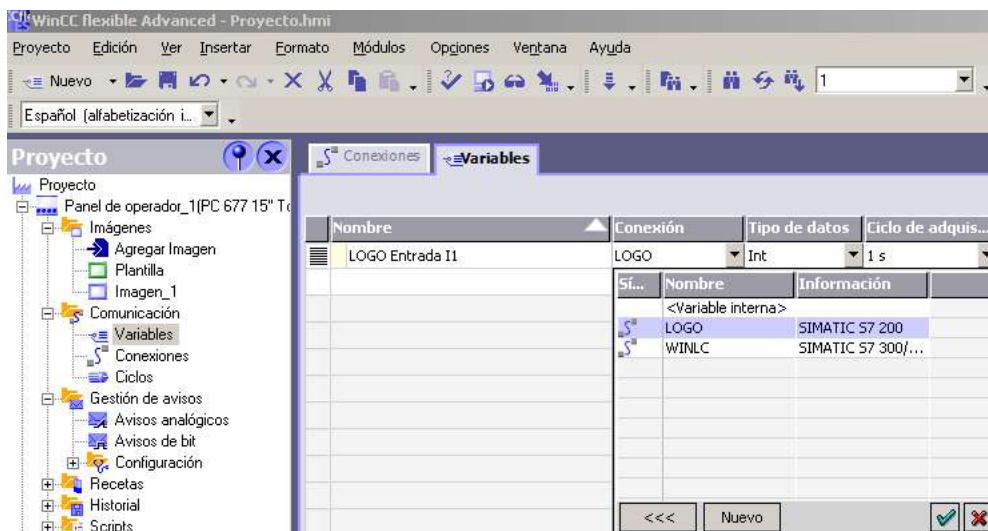 WinCC flexible Advanced - Proyecto.hmi
Proyecto Edición Ver Insertar Formato Módulos Opciones Ventana Ayuda
Nuevo 1
Español (alfabetización i...
Proyecto
Conexiones Variables
Proyecto
Panel de operador_1(PC 677 15" To
Imágenes
Agregar Imagen
Plantilla
Imagen_1
Comunicación
Variables
Conexiones
Ciclos
Gestión de avisos
Avisos analógicos
Avisos de bit
Configuración
Recetas
Historial
Scripts
Nombre Conexión Tipo de datos Ciclo de adquis...
LOGO Entrada I1 LOGO Int 1 s
Sí... Nombre Información
<Variable interna>
LOGO SIMATIC S7 200
WINLC SIMATIC S7 300/...
<<< Nuevo